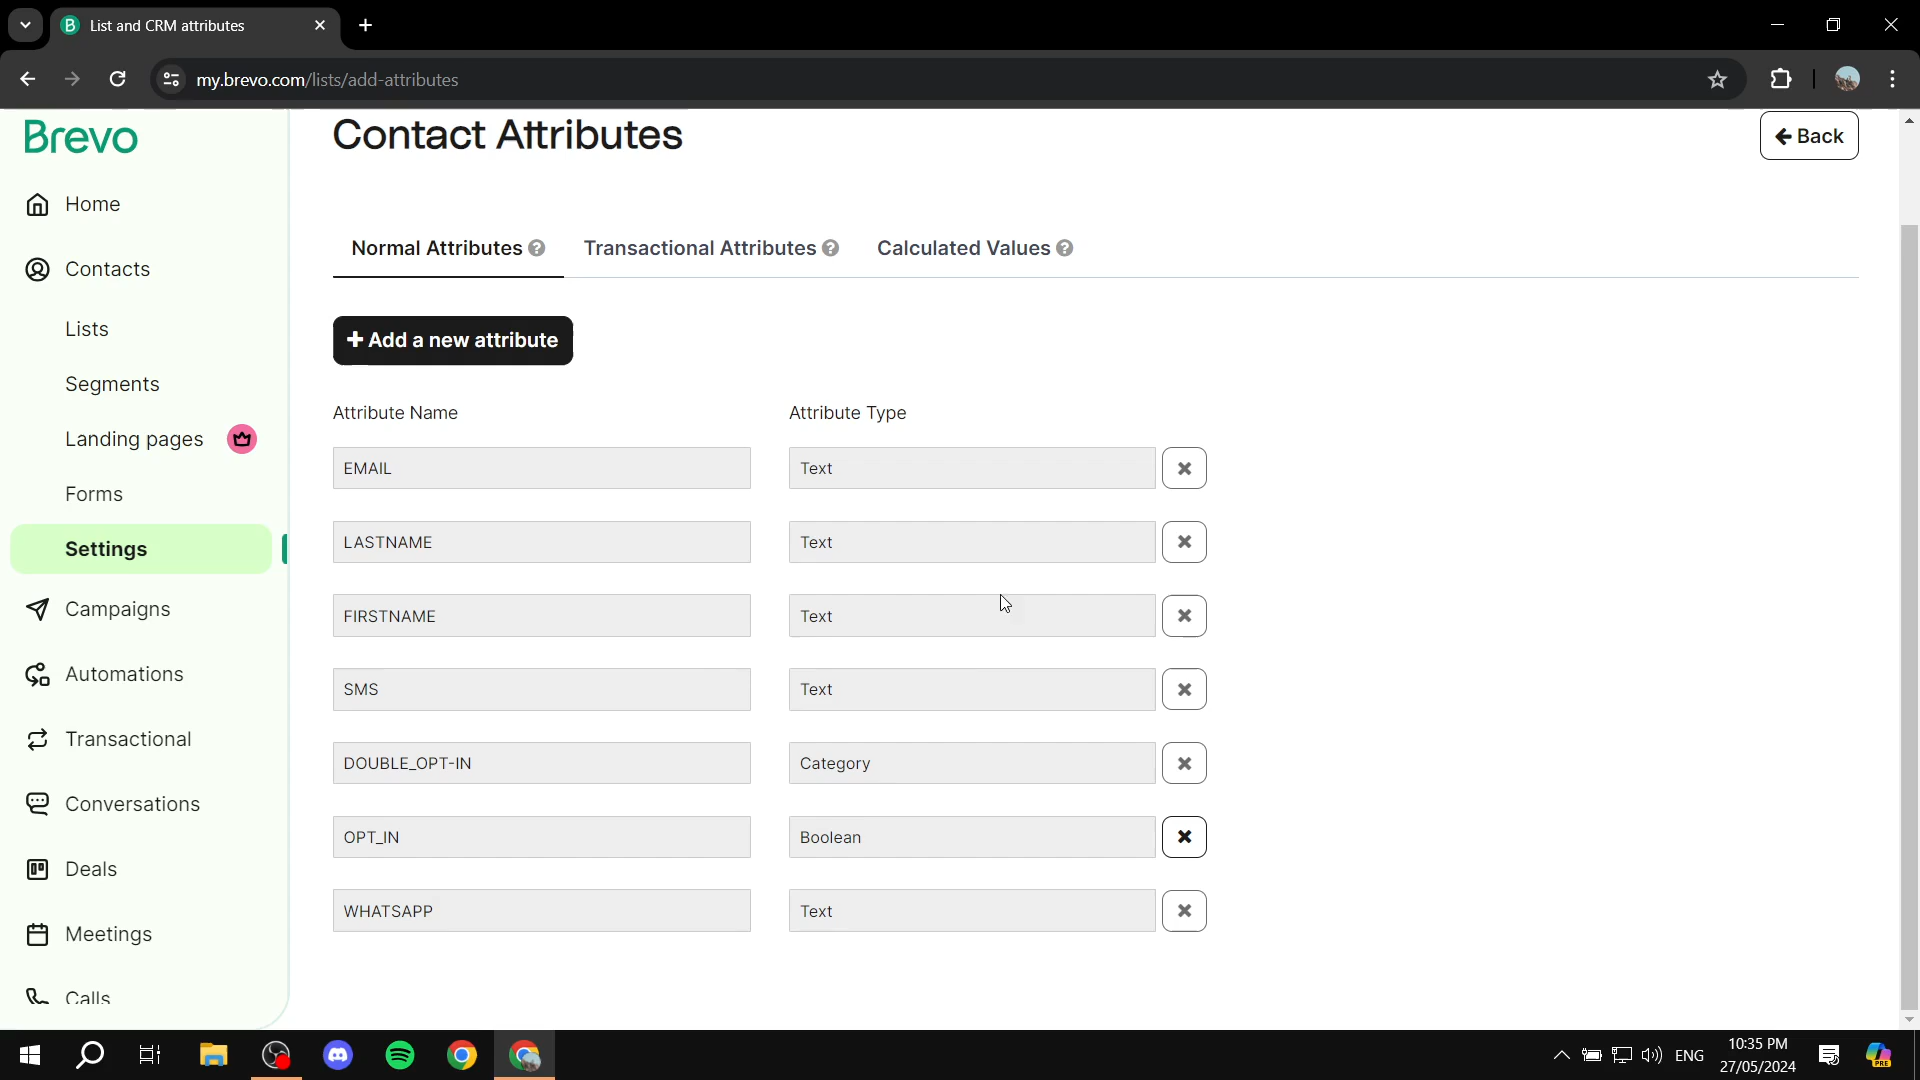 List and CRM attributes
my.brevo.com/lists/add-attributes
Brevo
Contact Attributes
Back
Home
Contacts
Lists
Segments
Landing pages
Forms
Settings
Campaigns
Automations
Transactional
Conversations
Deals
Meetings
Calls
Normal Attributes ? Transactional Attributes ? Calculated Values ?
+ Add a new attribute
Attribute Name Attribute Type
EMAIL Text
LASTNAME Text
FIRSTNAME Text
SMS Text
DOUBLE_OPT-IN Category
OPT_IN Boolean
WHATSAPP Text
ENG
10:35 PM
27/05/2024
PRE